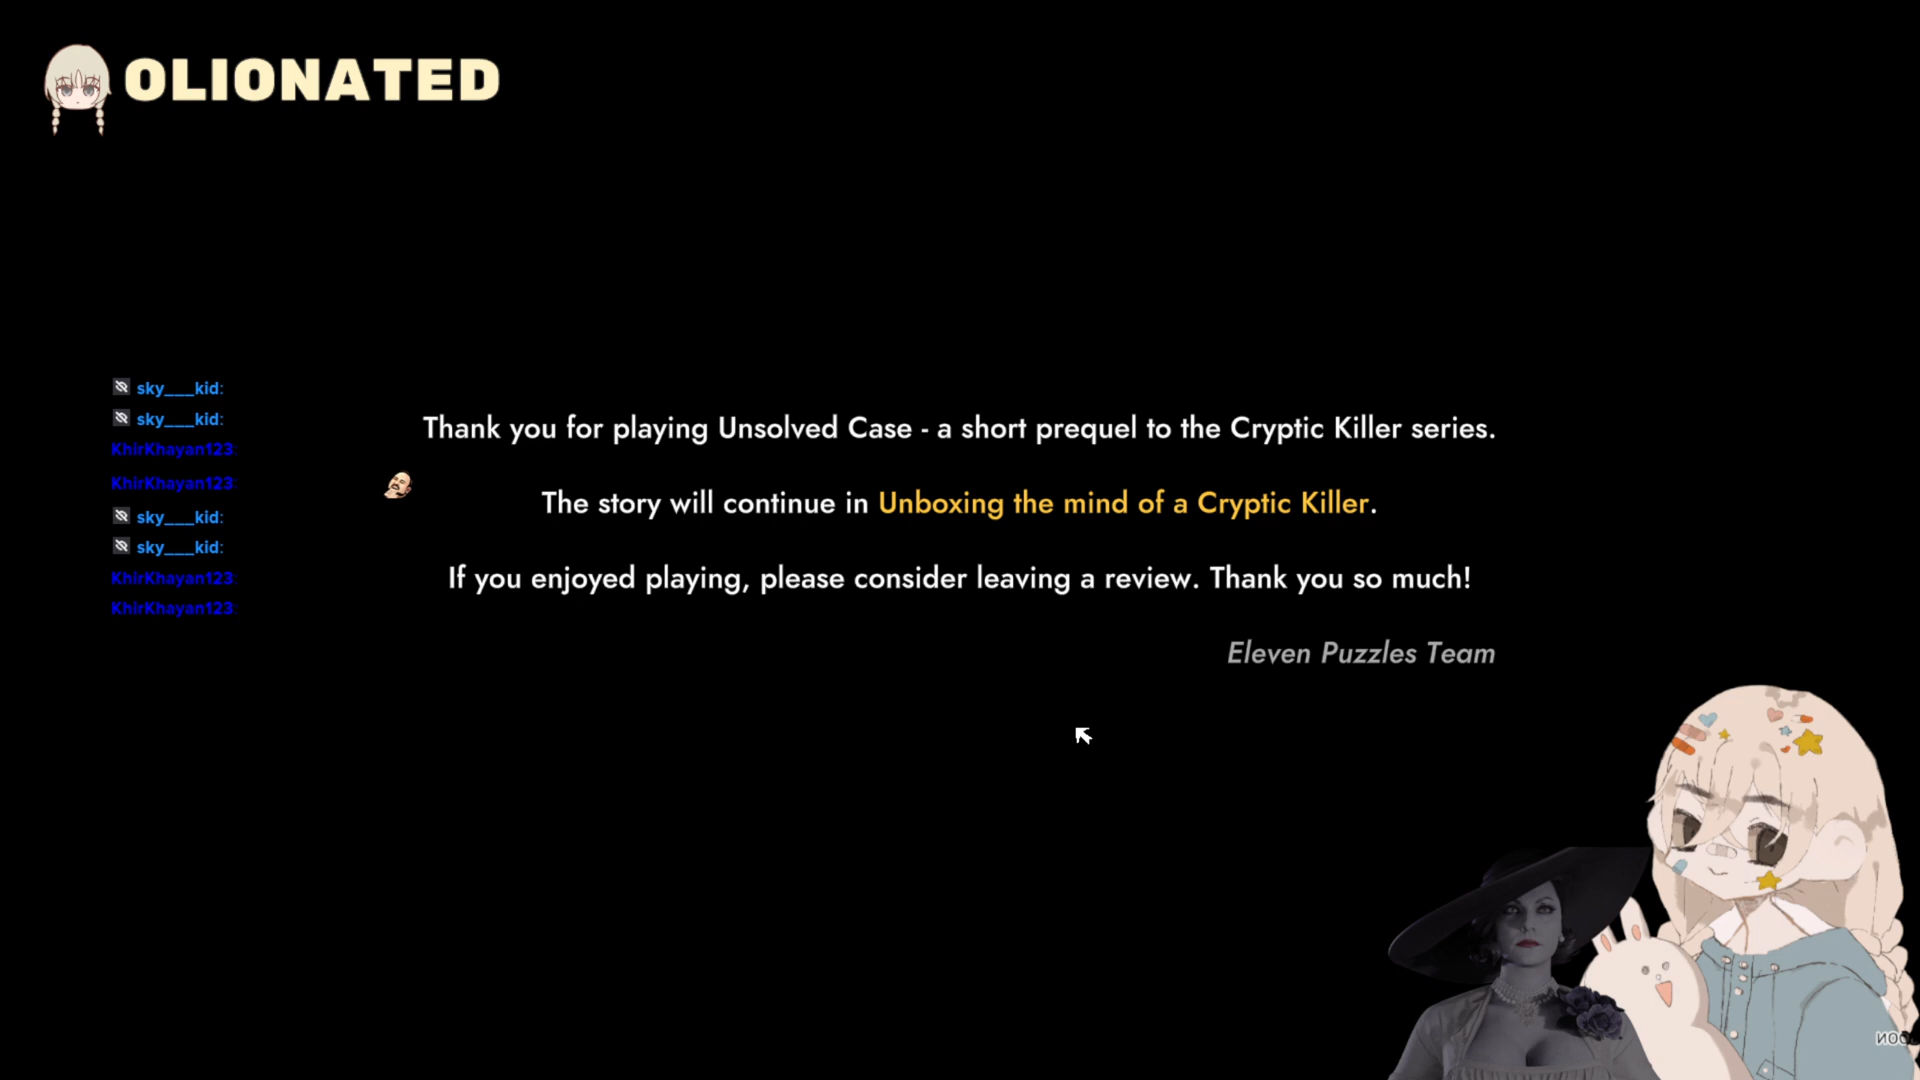 OLIONATED
sky___kid:
sky___kid:
KhirKhayan123:
KhirKhayan123:
sky___kid:
sky___kid:
KhirKhayan123:
KhirKhayan123:
Thank you for playing Unsolved Case - a short prequel to the Cryptic Killer series.
The story will continue in Unboxing the mind of a Cryptic Killer.
If you enjoyed playing, please consider leaving a review. Thank you so much!
Eleven Puzzles Team